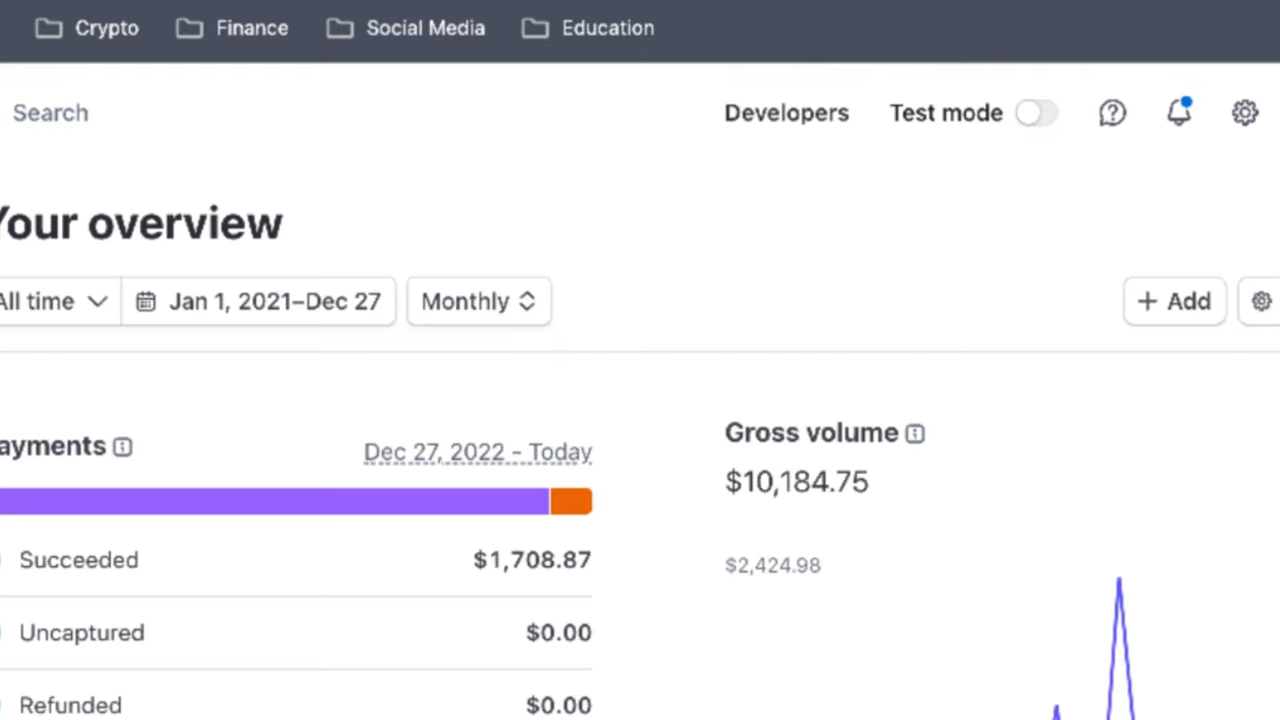 Crypto Finance Social Media Education
Search Developers Test mode
Your overview
All time Jan 1, 2021–Dec 27 Monthly + Add
ayments Dec 27, 2022 - Today
Gross volume
$10,184.75
$2,424.98
Succeeded $1,708.87
Uncaptured $0.00
Refunded $0.00